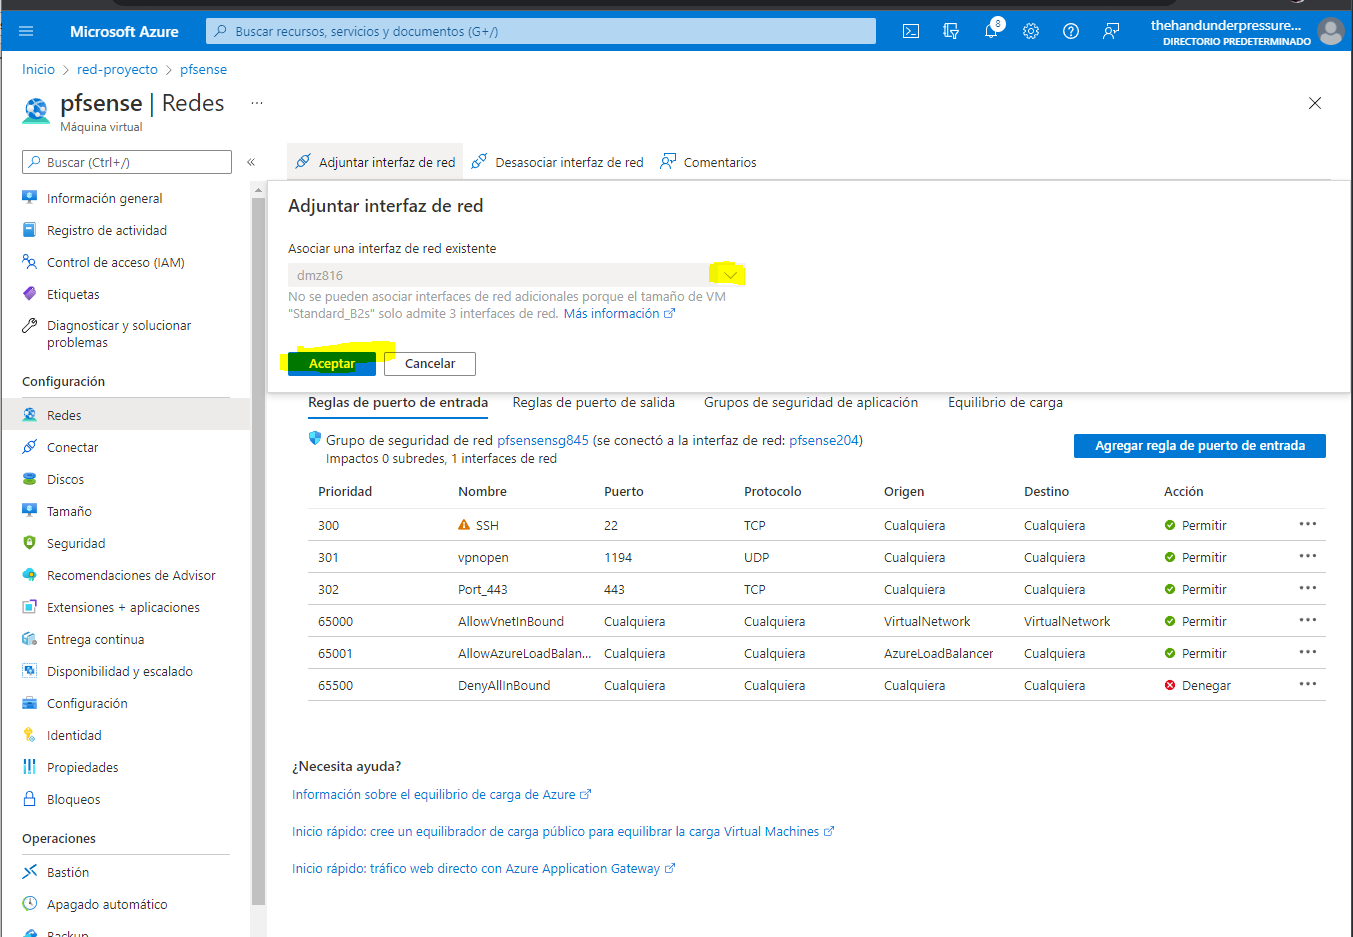 Microsoft Azure
Buscar recursos, servicios y documentos (G+/)
8
thehandunderpressure...
DIRECTORIO PREDETERMINADO
Inicio > red-proyecto > pfsense
pfsense | Redes ...
Máquina virtual
Buscar (Ctrl+/)
«
Información general
Registro de actividad
Control de acceso (IAM)
Etiquetas
Diagnosticar y solucionar
problemas
Configuración
Redes
Conectar
Discos
Tamaño
Seguridad
Recomendaciones de Advisor
Extensiones + aplicaciones
Entrega continua
Disponibilidad y escalado
Configuración
Identidad
Propiedades
Bloqueos
Operaciones
Bastión
Apagado automático
Backup
Adjuntar interfaz de red
Desasociar interfaz de red
Comentarios
Adjuntar interfaz de red
Asociar una interfaz de red existente
dmz816
No se pueden asociar interfaces de red adicionales porque el tamaño de VM
"Standard_B2s" solo admite 3 interfaces de red. Más información
Aceptar
Cancelar
Reglas de puerto de entrada
Reglas de puerto de salida
Grupos de seguridad de aplicación
Equilibrio de carga
Grupo de seguridad de red pfsensensg845 (se conectó a la interfaz de red: pfsense204)
Impactos 0 subredes, 1 interfaces de red
Agregar regla de puerto de entrada
Prioridad Nombre Puerto Protocolo Origen Destino Acción
300 SSH 22 TCP Cualquiera Cualquiera Permitir ...
301 vpnopen 1194 UDP Cualquiera Cualquiera Permitir ...
302 Port_443 443 TCP Cualquiera Cualquiera Permitir ...
65000 AllowVnetInBound Cualquiera Cualquiera VirtualNetwork VirtualNetwork Permitir ...
65001 AllowAzureLoadBalan... Cualquiera Cualquiera AzureLoadBalancer Cualquiera Permitir ...
65500 DenyAllInBound Cualquiera Cualquiera Cualquiera Cualquiera Denegar ...
¿Necesita ayuda?
Información sobre el equilibrio de carga de Azure
Inicio rápido: cree un equilibrador de carga público para equilibrar la carga Virtual Machines
Inicio rápido: tráfico web directo con Azure Application Gateway